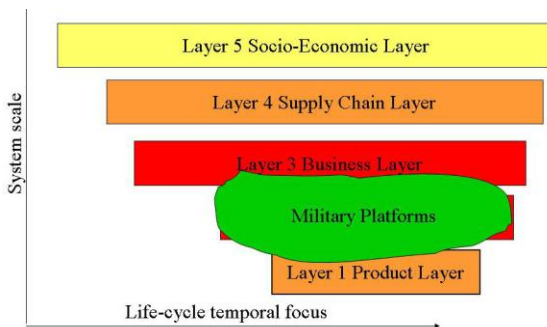 Layer 5 Socio-Economic Layer
Layer 4 Supply Chain Layer
Layer 3 Business Layer
Military Platforms
Layer 1 Product Layer
System scale
Life-cycle temporal focus